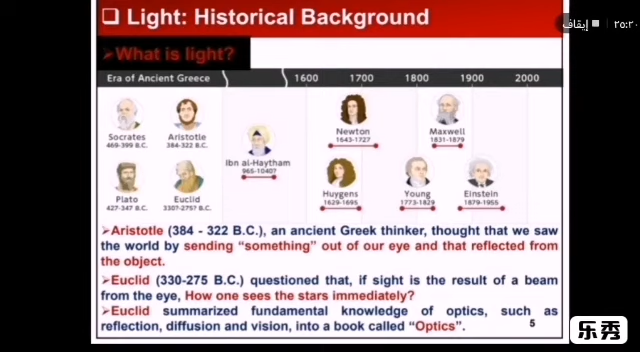 ❑ Light: Historical Background
إيقاف ٢٥:٢٠
➢What is light?
Era of Ancient Greece 1600 1700 1800 1900 2000
Socrates
469-399 B.C.
Aristotle
384-322 B.C.
Plato
427-347 B.C.
Euclid
330?-275? B.C.
Ibn al-Haytham
965-1040?
Newton
1643-1727
Huygens
1629-1695
Maxwell
1831-1879
Young
1773-1829
Einstein
1879-1955
➢Aristotle (384 - 322 B.C.), an ancient Greek thinker, thought that we saw
the world by sending “something” out of our eye and that reflected from
the object.
➢Euclid (330-275 B.C.) questioned that, if sight is the result of a beam
from the eye, How one sees the stars immediately?
➢Euclid summarized fundamental knowledge of optics, such as
reflection, diffusion and vision, into a book called “Optics”.
5
乐秀